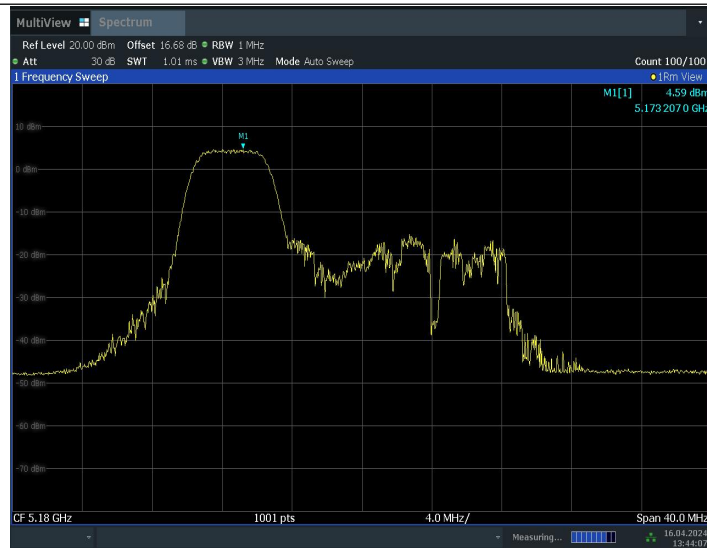 MultiView Spectrum
Ref Level 20.00 dBm Offset 16.68 dB RBW 1 MHz
Att 30 dB SWT 1.01 ms VBW 3 MHz Mode Auto Sweep Count 100/100
1 Frequency Sweep 1Rm View
M1[1] 4.59 dBm
5.173 207 0 GHz
10 dBm
M1
0 dBm
-10 dBm
-20 dBm
-30 dBm
-40 dBm
-50 dBm
-60 dBm
-70 dBm
CF 5.18 GHz 1001 pts 4.0 MHz/ Span 40.0 MHz
Measuring... 16.04.2024
13:44:07